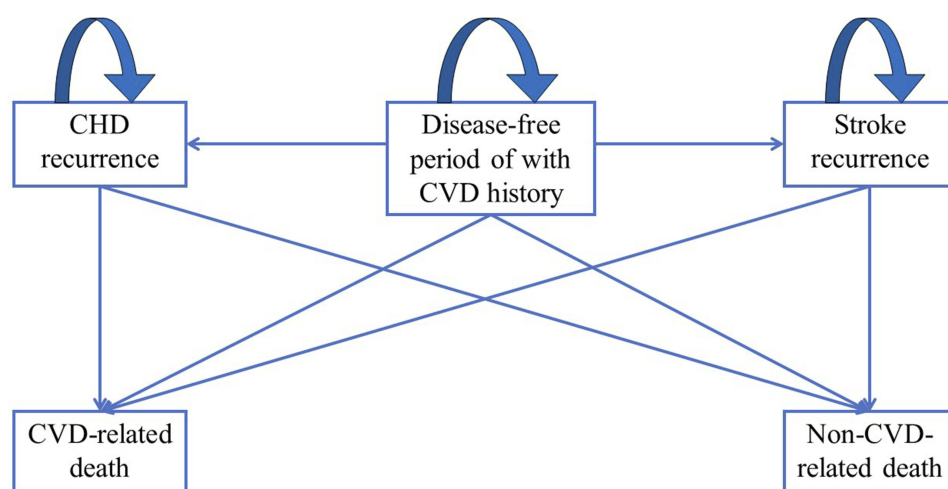 CHD
recurrence
Disease-free
period of with
CVD history
Stroke
recurrence
CVD-related
death
Non-CVD-
related death